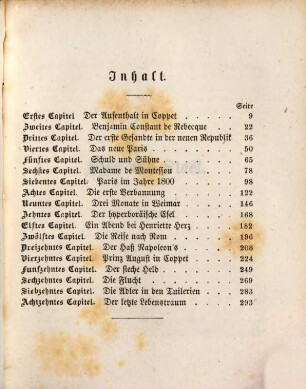 Inhalt.
Seite
Erstes Capitel. Der Aufenthalt in Coppet . . . . . 9
Zweites Capitel. Benjamin Constant de Rebecque . . 22
Drittes Capitel. Der erste Gesandte in der neuen Republik 36
Viertes Capitel. Das neue Paris . . . . . . . 50
Fünftes Capitel. Schuld und Sühne . . . . . . 65
Sechstes Capitel. Madame de Montesson . . . . . 78
Siebentes Capitel. Paris im Jahre 1800 . . . . . 98
Achtes Capitel. Die erste Verbannung . . . . . 122
Neuntes Capitel. Drei Monate in Weimar . . . . 146
Zehntes Capitel. Der hyperboräische Esel . . . . 168
Elftes Capitel. Ein Abend bei Henriette Herz . . . 182
Zwölftes Capitel. Die Reise nach Rom . . . . . 196
Dreizehntes Capitel. Der Haß Napoleon's . . . . 208
Vierzehntes Capitel. Prinz August in Coppet . . . 224
Funfzehntes Capitel. Der sieche Held . . . . . 249
Sechzehntes Capitel. Die Flucht . . . . . . . 269
Siebzehntes Capitel. Die Adler in den Tuilerien . . . 283
Achtzehntes Capitel. Der letzte Lebenstraum . . . . 293